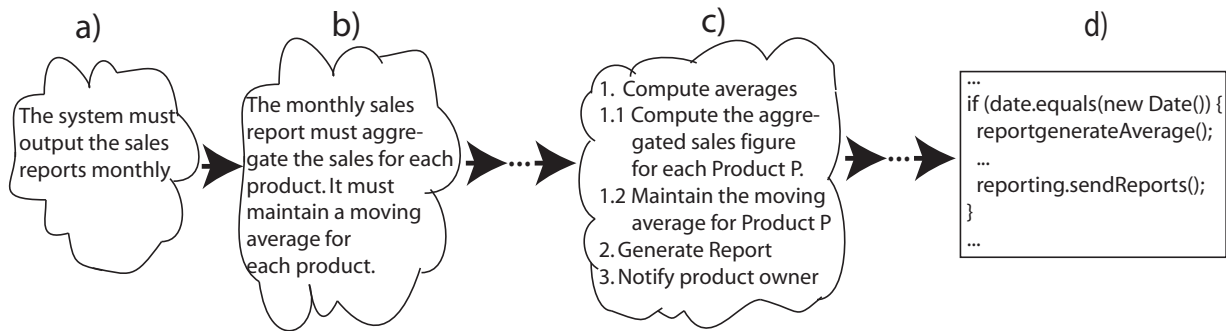 a)
b)
c)
d)
The system must
output the sales
reports monthly
The monthly sales
report must aggre-
gate the sales for each
product. It must
maintain a moving
average for
each product.
1. Compute averages
1.1 Compute the aggre-
gated sales figure
for each Product P.
1.2 Maintain the moving
average for Product P
2. Generate Report
3. Notify product owner
...
if (date.equals(new Date()) {
reportgenerateAverage();
...
reporting.sendReports();
}
...